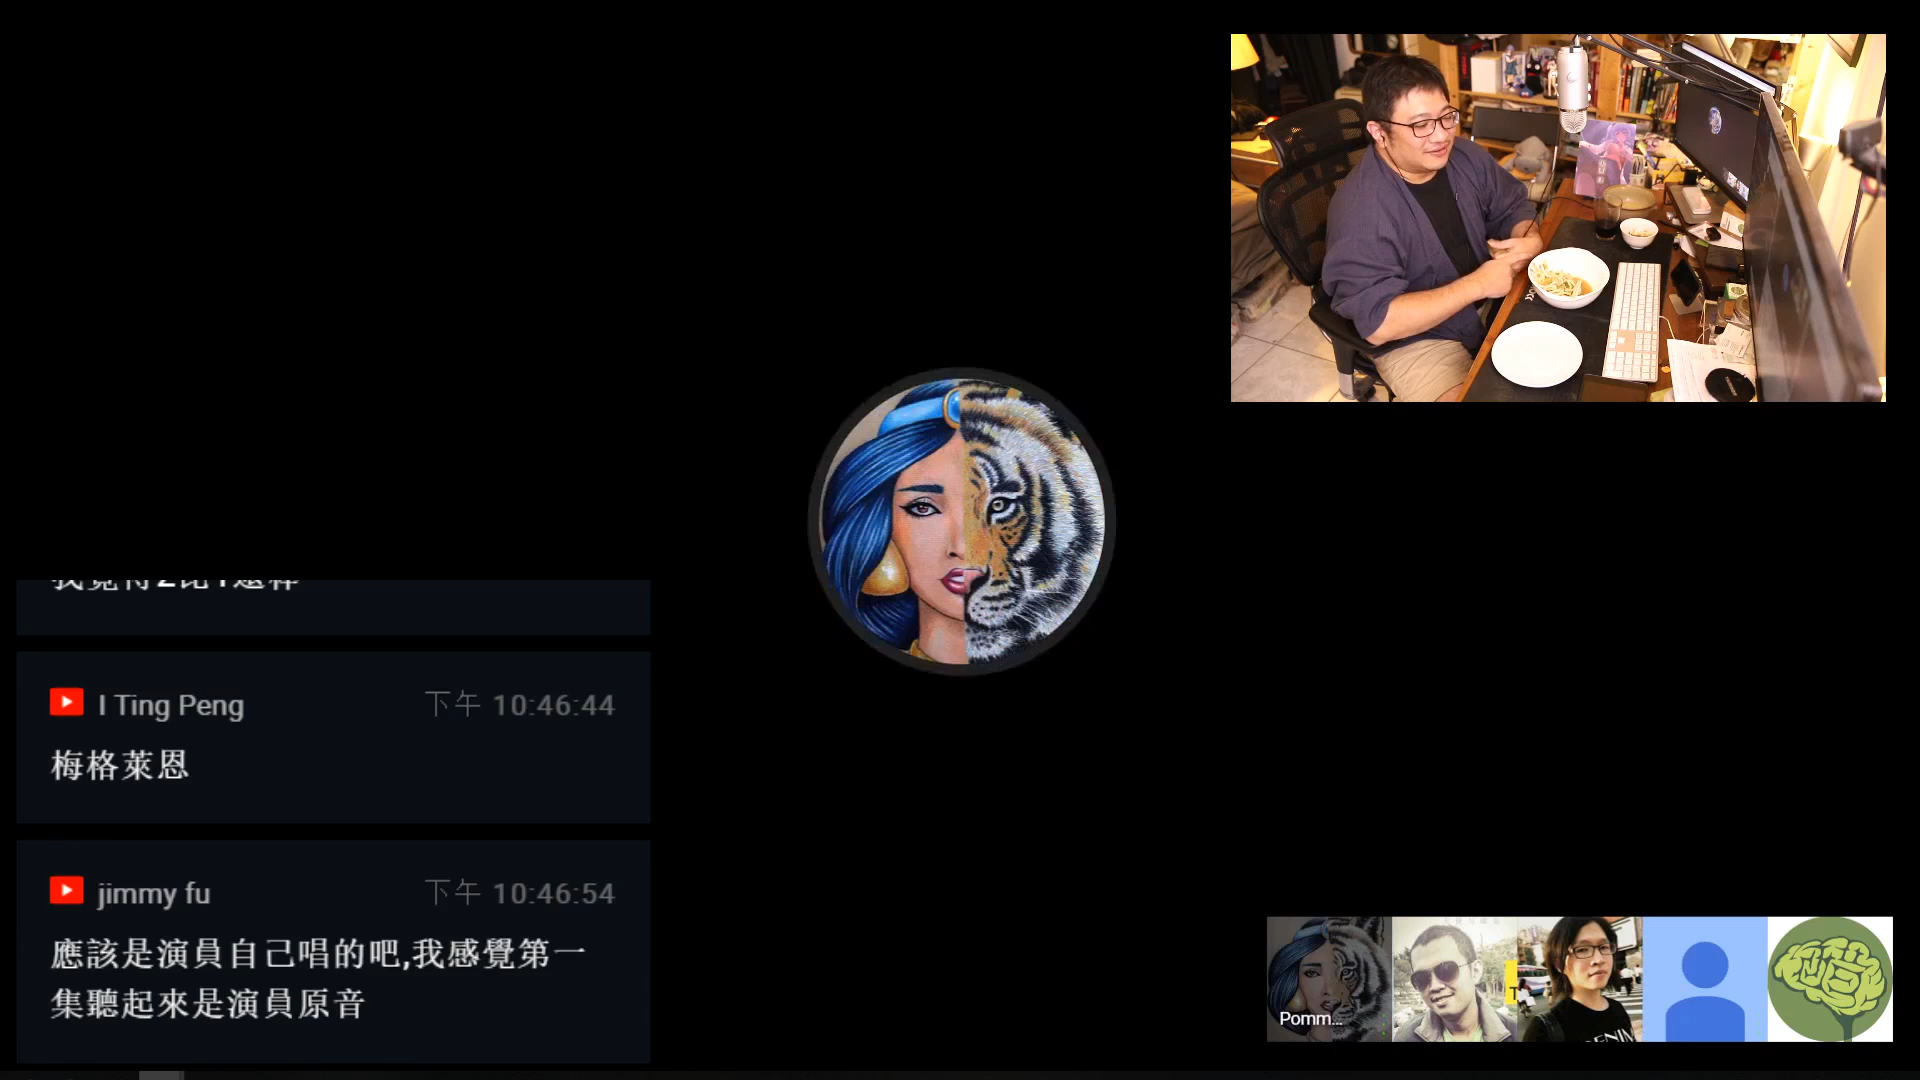 I Ting Peng
下午 10:46:44
梅格萊恩
jimmy fu
下午 10:46:54
應該是演員自己唱的吧,我感覺第一
集聽起來是演員原音
Pomm...